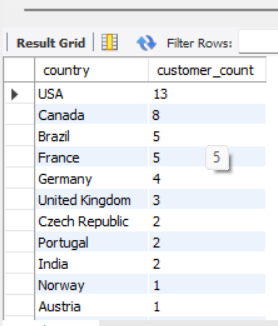 Result Grid Filter Rows:
country customer_count
USA 13
Canada 8
Brazil 5
France 5 5
Germany 4
United Kingdom 3
Czech Republic 2
Portugal 2
India 2
Norway 1
Austria 1